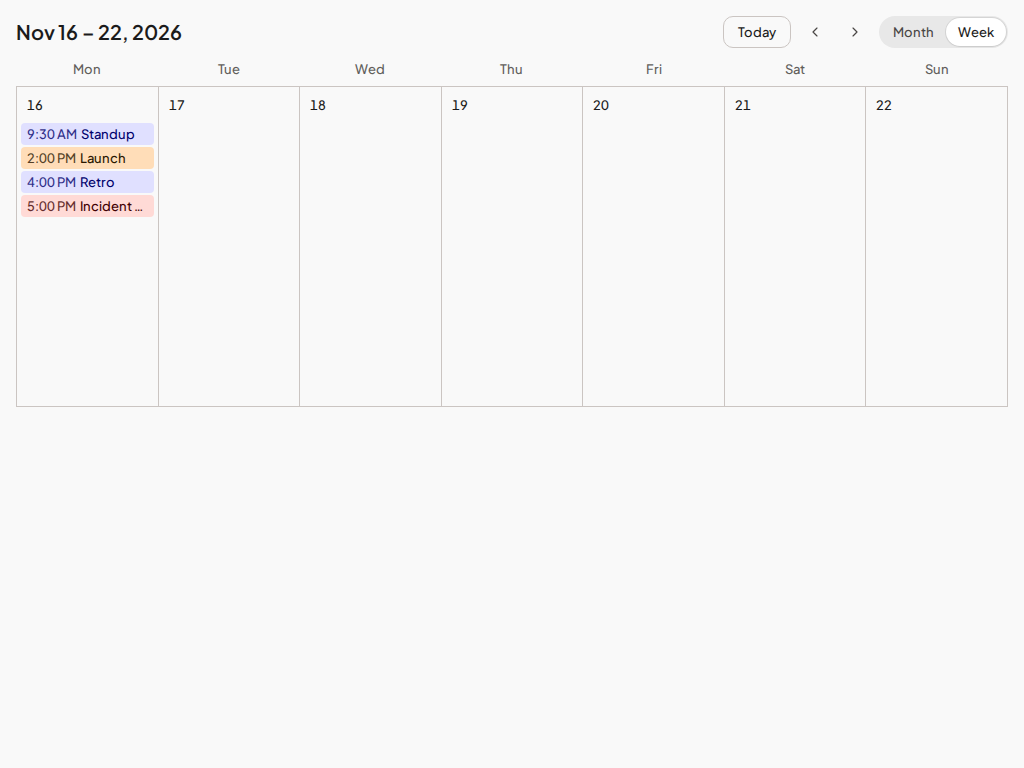 Nov 16 – 22, 2026
Today
Month
Week
Mon Tue Wed Thu Fri Sat Sun
16 17 18 19 20 21 22
9:30 AM Standup
2:00 PM Launch
4:00 PM Retro
5:00 PM Incident …